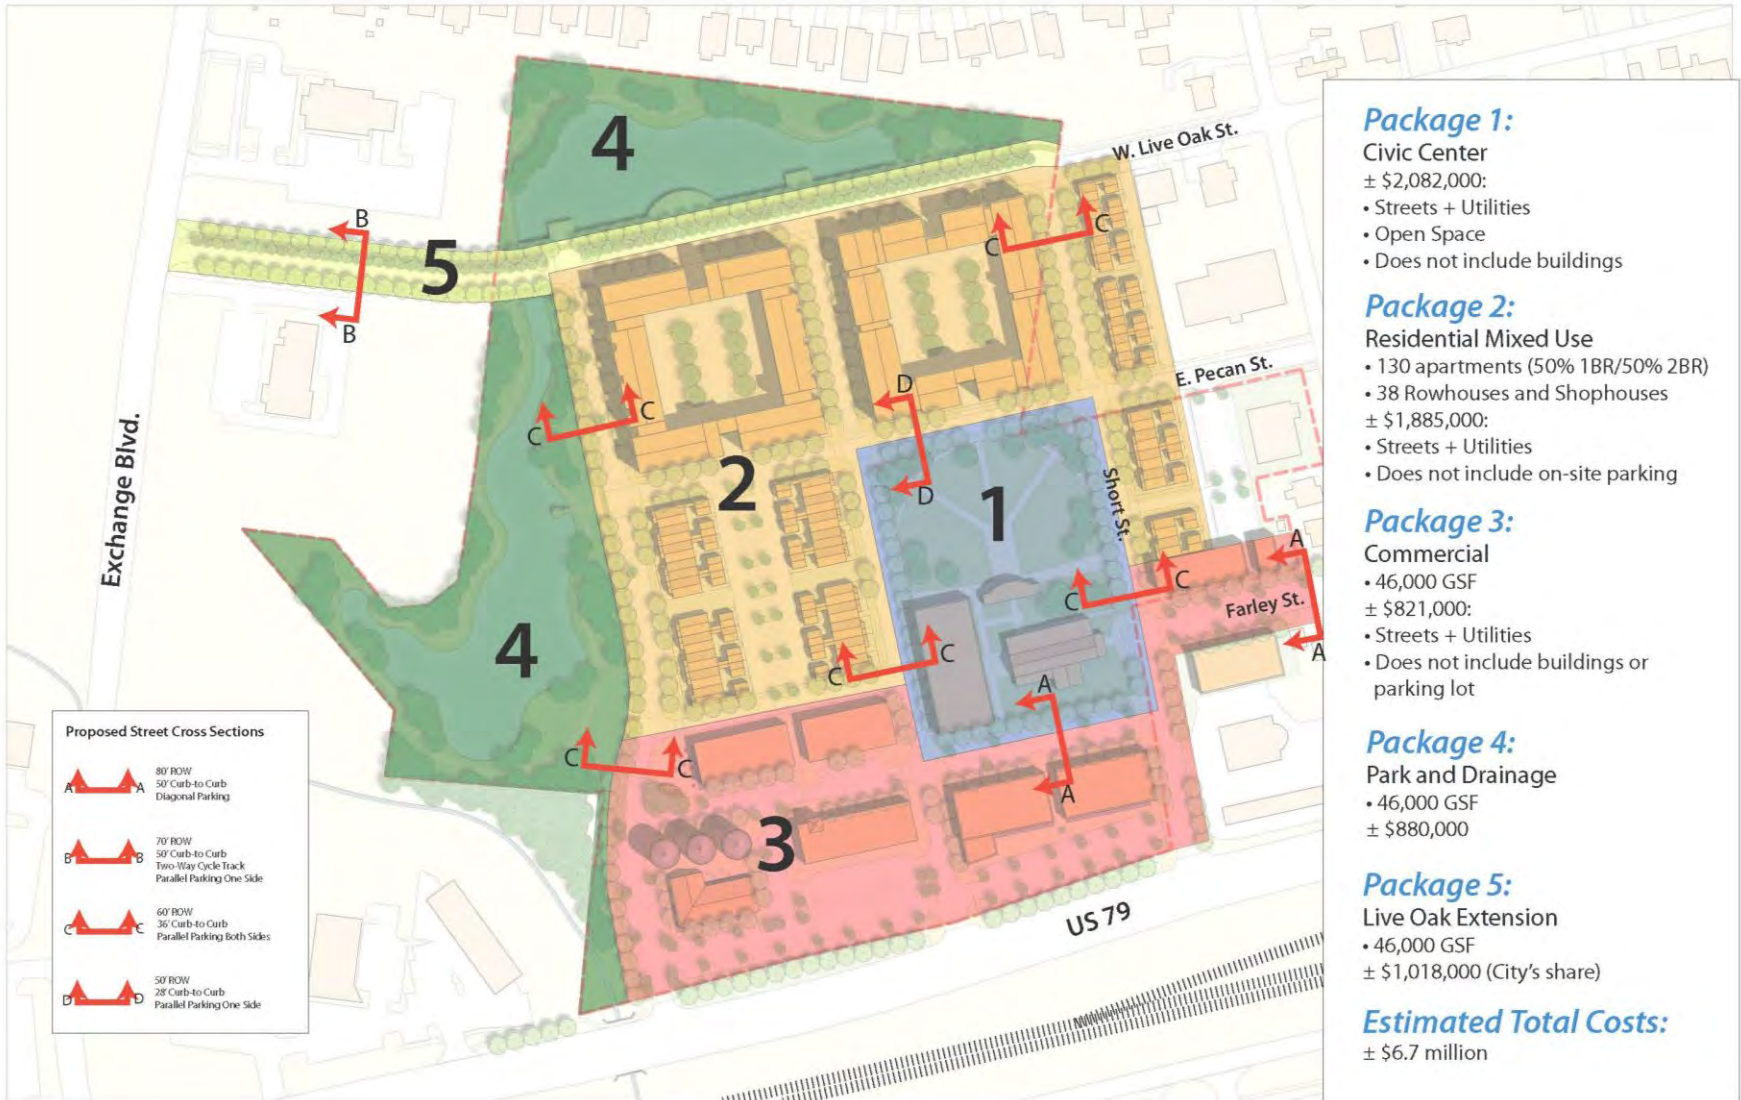 4
W. Live Oak St.
B
5
C
C
B
E. Pecan St.
D
C
C
2
D
1
Short St.
Exchange Blvd.
A
C
C
Farley St.
4
C
C
A
A
C
C
A
3
US 79
Proposed Street Cross Sections
A
A
80' ROW
50' Curb-to Curb
Diagonal Parking
B
B
70' ROW
50' Curb-to Curb
Two-Way Cycle Track
Parallel Parking One Side
C
C
60' ROW
36' Curb-to Curb
Parallel Parking Both Sides
D
D
50' ROW
28' Curb-to Curb
Parallel Parking One Side
Package 1:
Civic Center
± $2,082,000:
• Streets + Utilities
• Open Space
• Does not include buildings
Package 2:
Residential Mixed Use
• 130 apartments (50% 1BR/50% 2BR)
• 38 Rowhouses and Shophouses
± $1,885,000:
• Streets + Utilities
• Does not include on-site parking
Package 3:
Commercial
• 46,000 GSF
± $821,000:
• Streets + Utilities
• Does not include buildings or
parking lot
Package 4:
Park and Drainage
• 46,000 GSF
± $880,000
Package 5:
Live Oak Extension
• 46,000 GSF
± $1,018,000 (City's share)
Estimated Total Costs:
± $6.7 million